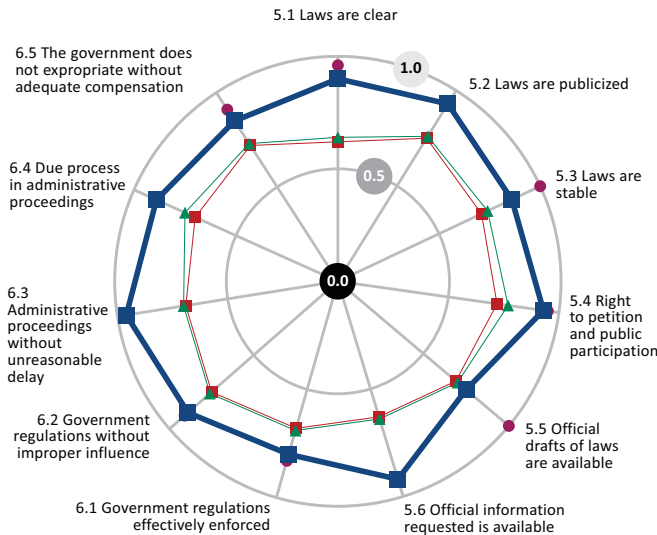 5.1 Laws are clear
6.5 The government does
not expropriate without
adequate compensation
1.0
5.2 Laws are publicized
6.4 Due process
in administrative
proceedings
0.5
5.3 Laws are
stable
0.0
6.3
Administrative
proceedings
without
unreasonable
delay
5.4 Right
to petition
and public
participation
6.2 Government
regulations without
improper influence
5.5 Official
drafts of laws
are available
6.1 Government regulations
effectively enforced
5.6 Official information
requested is available